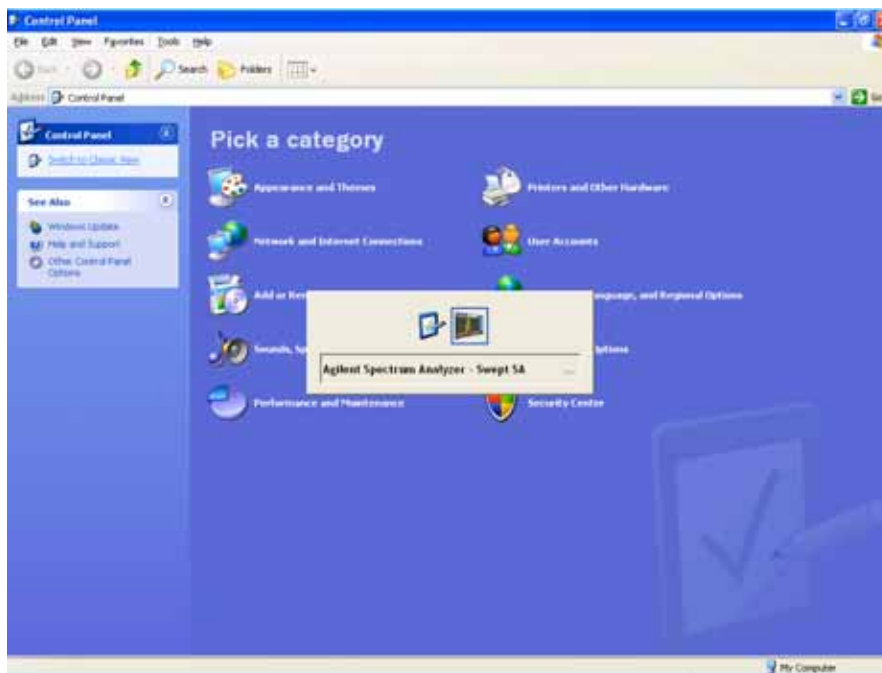 Control Panel
File Edit View Favorites Tools Help
Back Search Folders
Address Control Panel Go
Control Panel
Switch to Classic View
See Also
Windows Update
Help and Support
Other Control Panel
Options
Pick a category
Appearance and Themes
Printers and Other Hardware
Network and Internet Connections
User Accounts
Add or Re
anguage, and Regional Options
Sounds, Sp
Options
Agilent Spectrum Analyzer - Swept SA ...
Performance and Maintenance
Security Center
My Computer